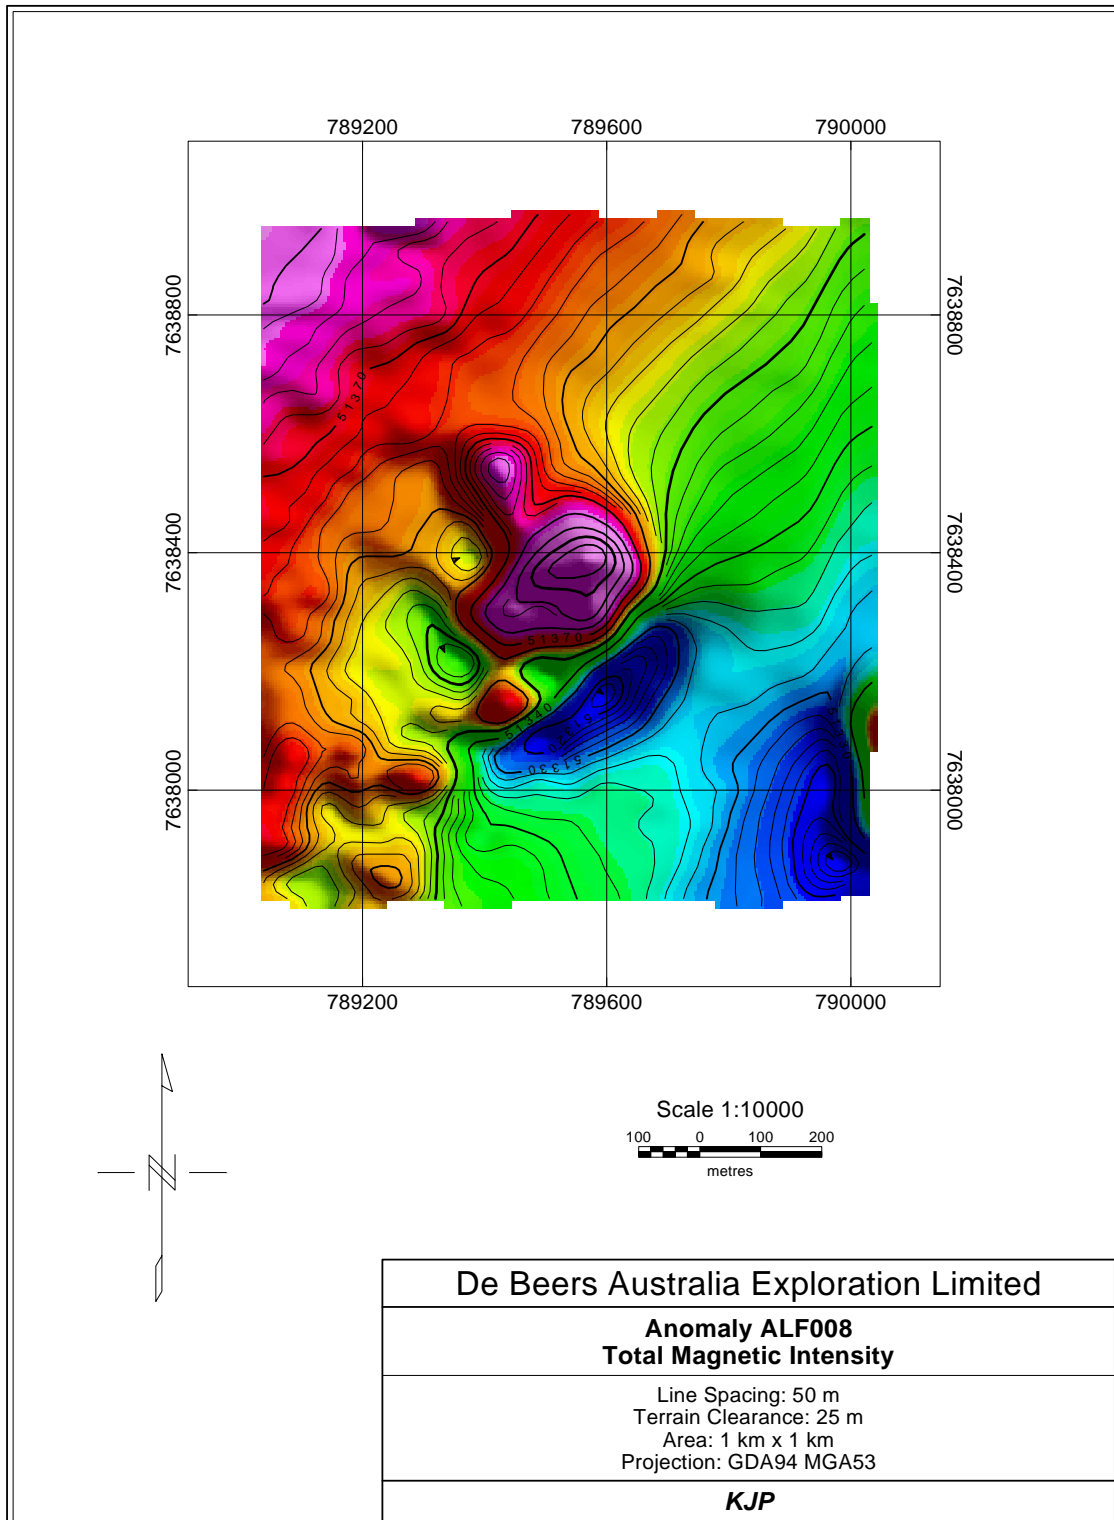 789200 789600 790000
7638800 7638800
51370
7638400 7638400
51370
51340
51320
51330
7638000 7638000
789200 789600 790000
N
Scale 1:10000
100 0 100 200
metres
De Beers Australia Exploration Limited
Anomaly ALF008
Total Magnetic Intensity
Line Spacing: 50 m
Terrain Clearance: 25 m
Area: 1 km x 1 km
Projection: GDA94 MGA53
KJP